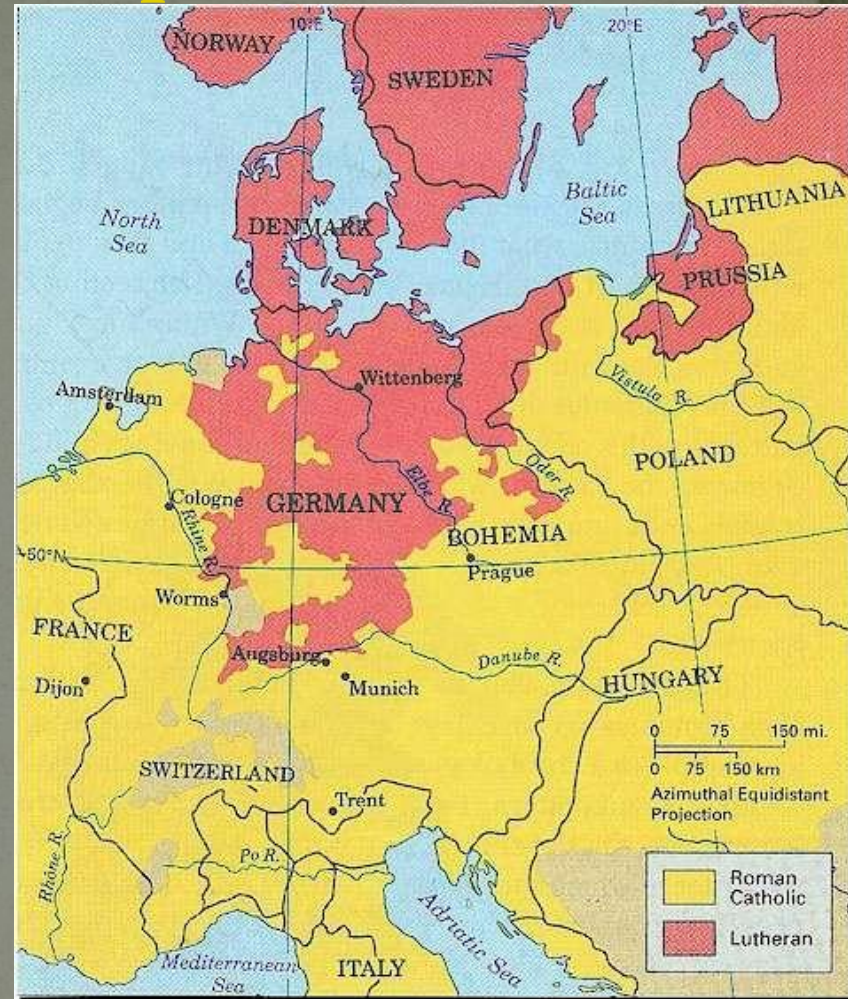 10°E
20°E
NORWAY
SWEDEN
North
Sea
Baltic
Sea
LITHUANIA
DENMARK
PRUSSIA
Amsterdam
Wittenberg
Vistula R.
POLAND
Cologne
GERMANY
Elbe R.
Oder R.
Rhine R.
BOHEMIA
50°N
Prague
Worms
FRANCE
Augsburg
Danube R.
Dijon
Munich
HUNGARY
0 75 150 mi.
0 75 150 km
Azimuthal Equidistant
Projection
SWITZERLAND
Trent
Rhône R.
Po R.
Adriatic Sea
Mediterranean
Sea
ITALY
Roman
Catholic
Lutheran